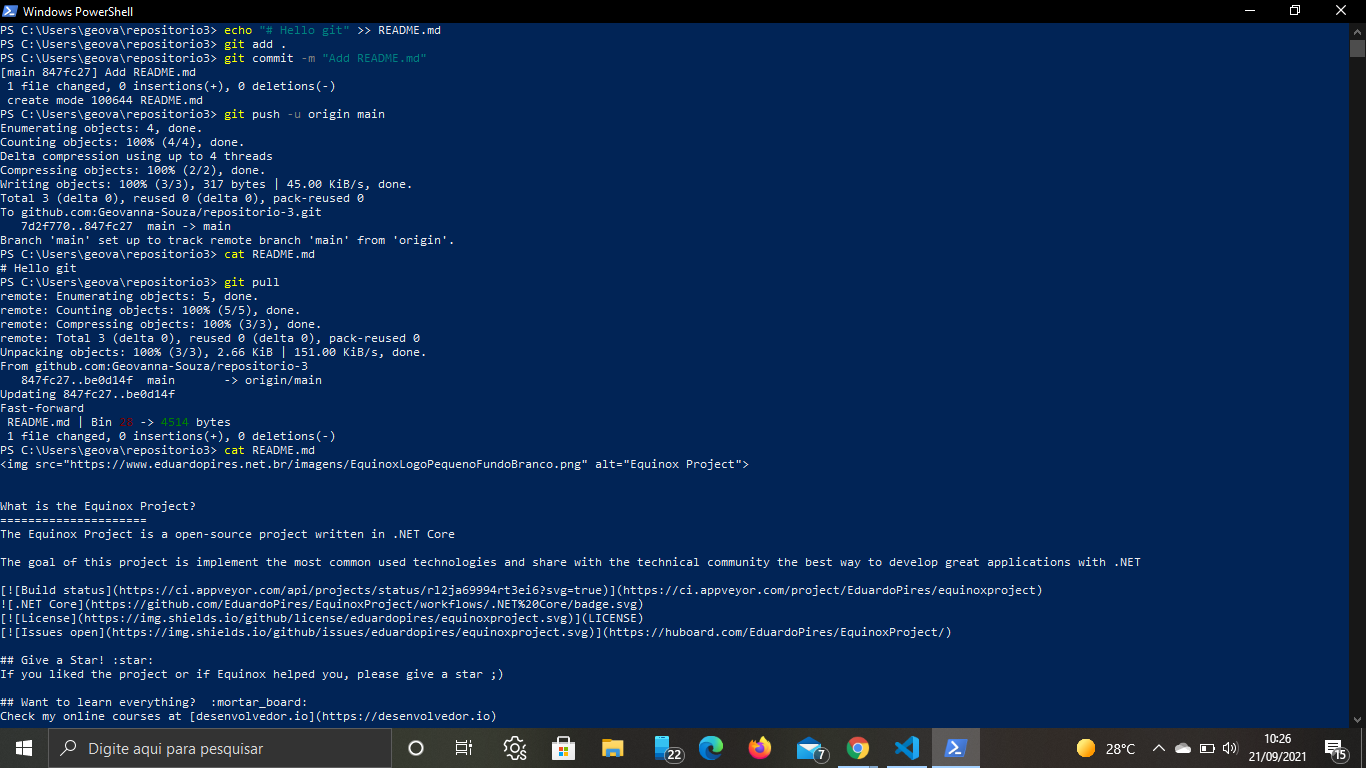 Windows PowerShell
PS C:\Users\geova\repositorio3> echo "# Hello git" >> README.md
PS C:\Users\geova\repositorio3> git add .
PS C:\Users\geova\repositorio3> git commit -m "Add README.md"
[main 847fc27] Add README.md
 1 file changed, 0 insertions(+), 0 deletions(-)
 create mode 100644 README.md
PS C:\Users\geova\repositorio3> git push -u origin main
Enumerating objects: 4, done.
Counting objects: 100% (4/4), done.
Delta compression using up to 4 threads
Compressing objects: 100% (2/2), done.
Writing objects: 100% (3/3), 317 bytes | 45.00 KiB/s, done.
Total 3 (delta 0), reused 0 (delta 0), pack-reused 0
To github.com:Geovanna-Souza/repositorio-3.git
   7d2f770..847fc27  main -> main
Branch 'main' set up to track remote branch 'main' from 'origin'.
PS C:\Users\geova\repositorio3> cat README.md
# Hello git
PS C:\Users\geova\repositorio3> git pull
remote: Enumerating objects: 5, done.
remote: Counting objects: 100% (5/5), done.
remote: Compressing objects: 100% (3/3), done.
remote: Total 3 (delta 0), reused 0 (delta 0), pack-reused 0
Unpacking objects: 100% (3/3), 2.66 KiB | 151.00 KiB/s, done.
From github.com:Geovanna-Souza/repositorio-3
   847fc27..be0d14f  main       -> origin/main
Updating 847fc27..be0d14f
Fast-forward
 README.md | Bin 28 -> 4514 bytes
 1 file changed, 0 insertions(+), 0 deletions(-)
PS C:\Users\geova\repositorio3> cat README.md
<img src="https://www.eduardopires.net.br/imagens/EquinoxLogoPequenoFundoBranco.png" alt="Equinox Project">
What is the Equinox Project?
=====================
The Equinox Project is a open-source project written in .NET Core
The goal of this project is implement the most common used technologies and share with the technical community the best way to develop great applications with .NET
[![Build status](https://ci.appveyor.com/api/projects/status/rl2ja69994rt3ei6?svg=true)](https://ci.appveyor.com/project/EduardoPires/equinoxproject)
![.NET Core](https://github.com/EduardoPires/EquinoxProject/workflows/.NET%20Core/badge.svg)
[![License](https://img.shields.io/github/license/eduardopires/equinoxproject.svg)](LICENSE)
[![Issues open](https://img.shields.io/github/issues/eduardopires/equinoxproject.svg)](https://huboard.com/EduardoPires/EquinoxProject/)
## Give a Star! :star:
If you liked the project or if Equinox helped you, please give a star ;)
## Want to learn everything?  :mortar_board:
Check my online courses at [desenvolvedor.io](https://desenvolvedor.io)
Digite aqui para pesquisar
22
7
28°C
10:26
21/09/2021
15